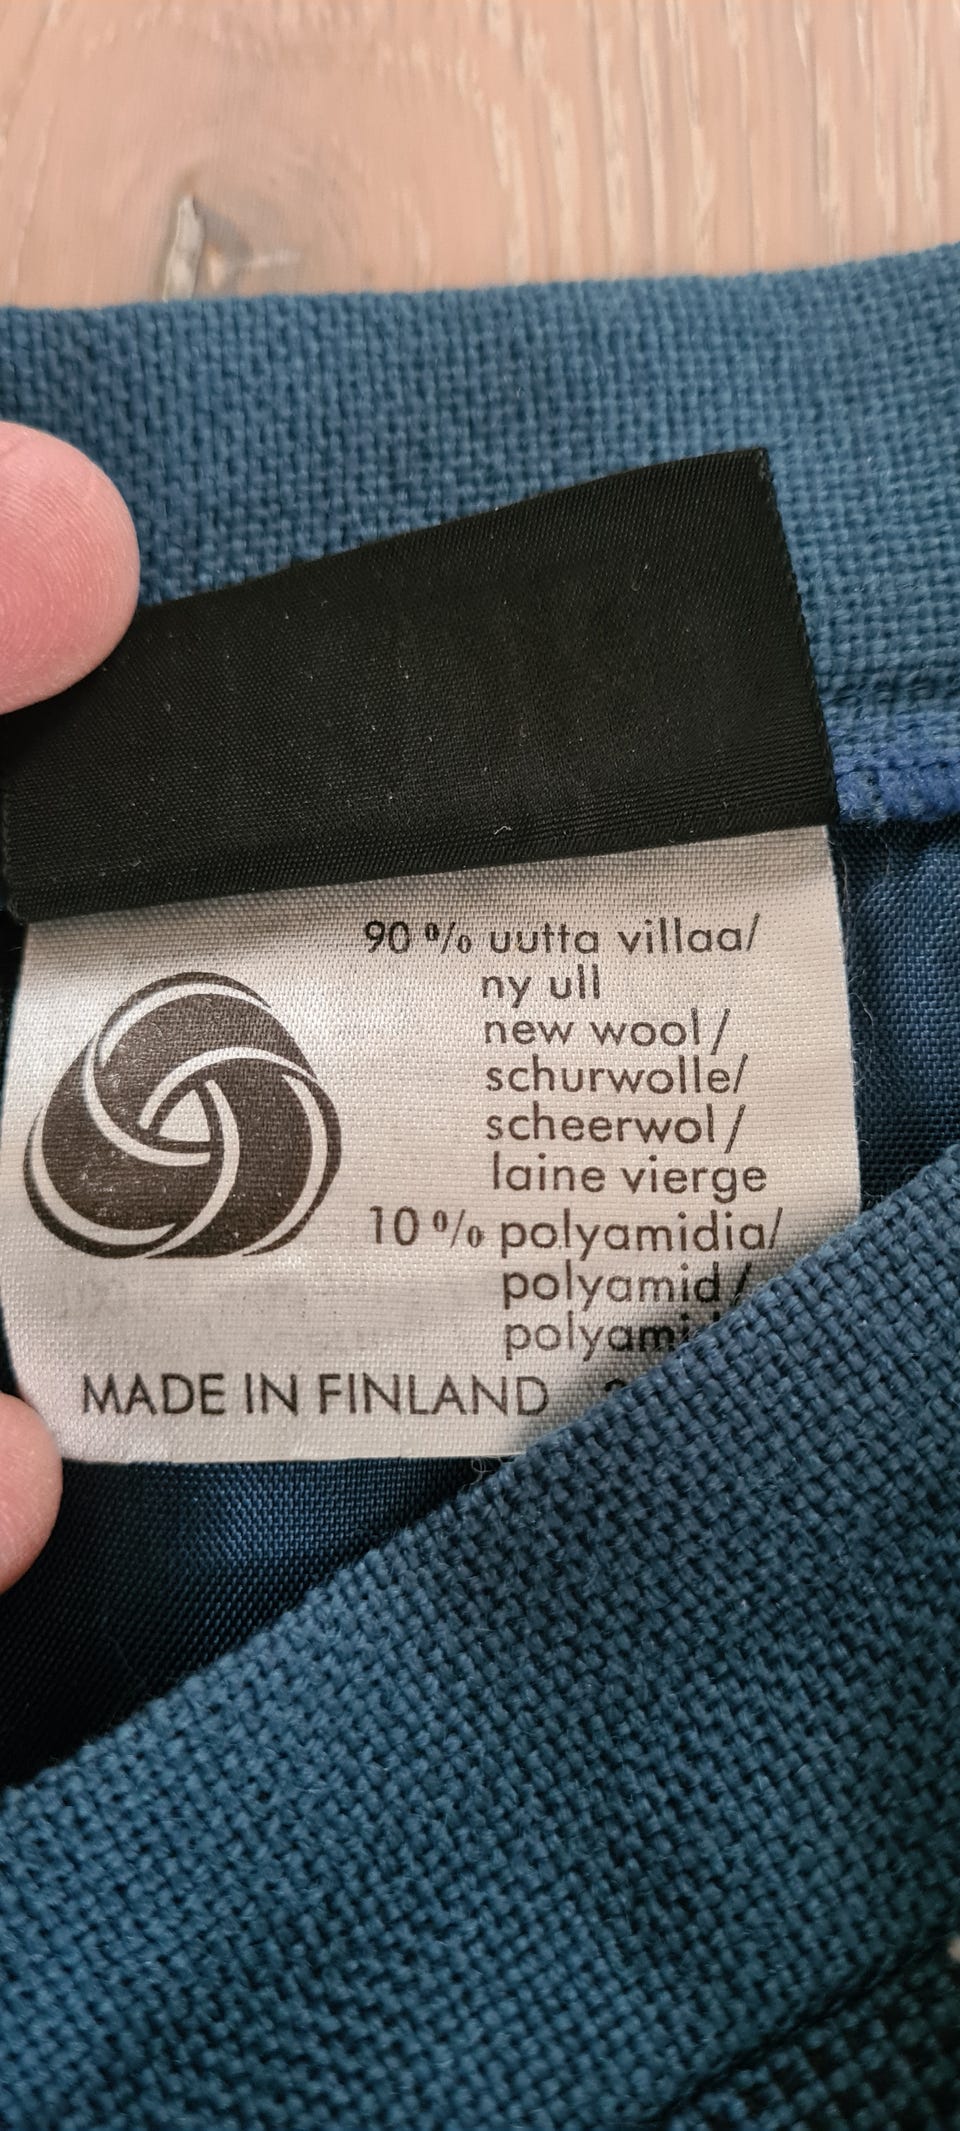 90 % uutta villaa/
ny ull
new wool/
schurwolle/
scheerwol/
laine vierge
10 % polyamidia/
polyamid/
MADE IN FINLAND